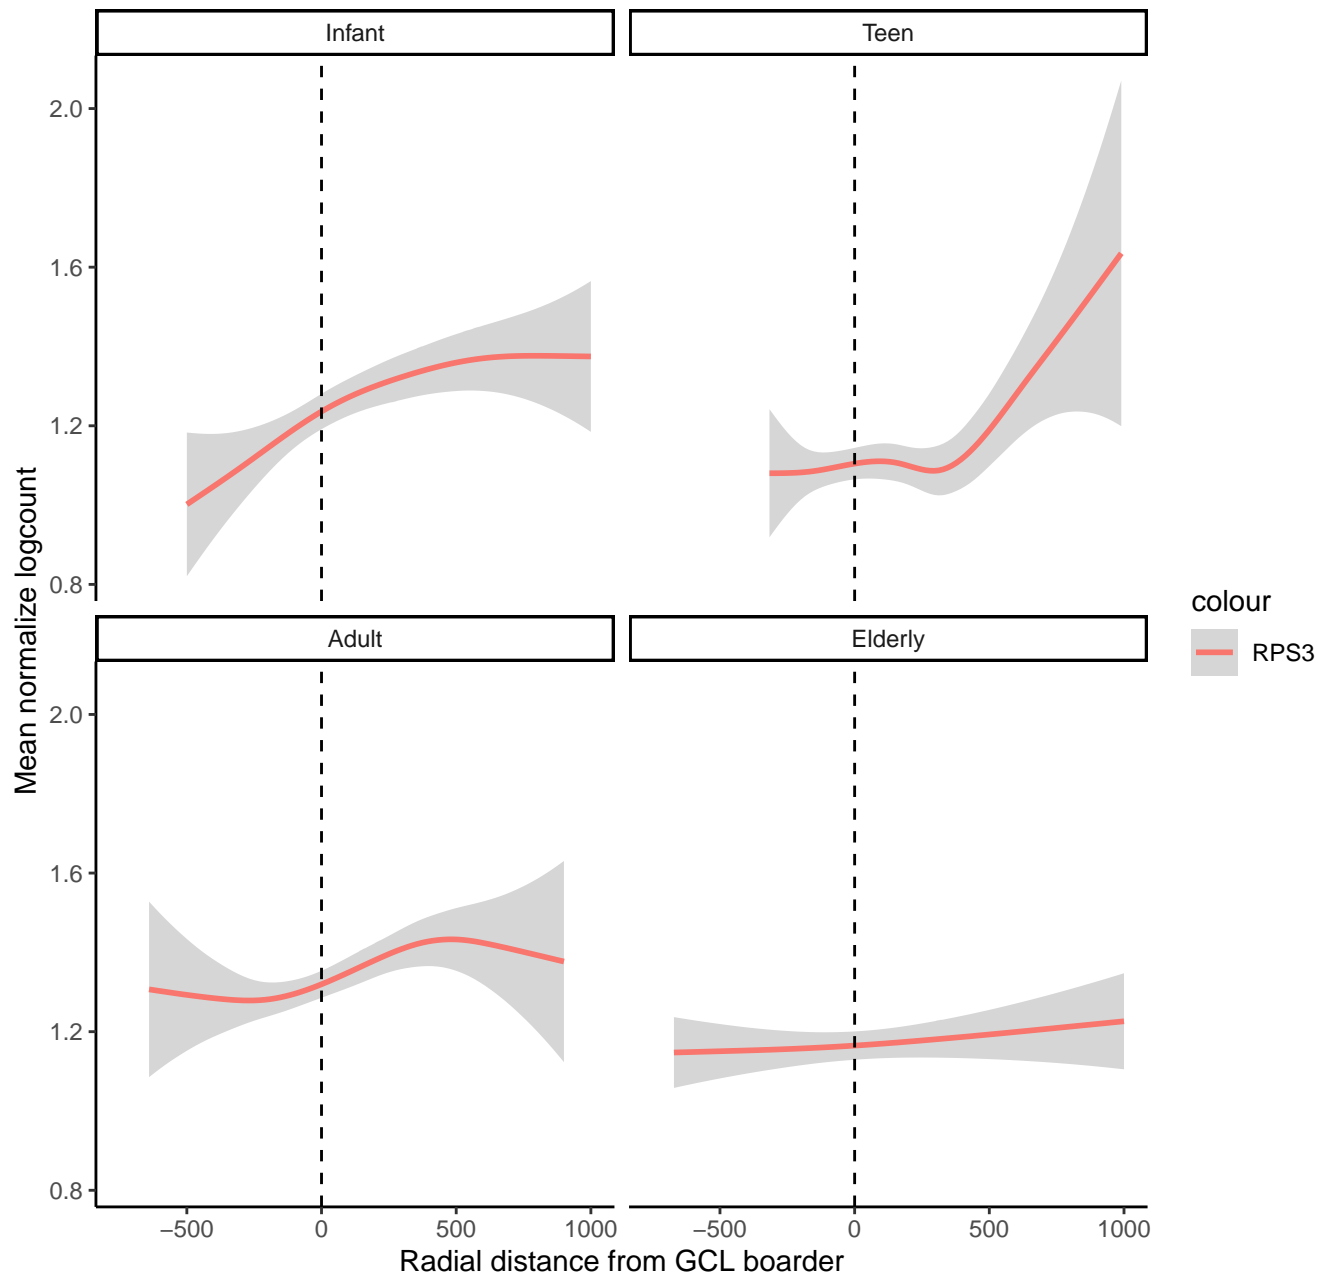 Infant
Teen
2.0
1.6
1.2
0.8
Adult
Elderly
2.0
1.6
1.2
0.8
Mean normalize logcount
−500
0
500
1000
−500
0
500
1000
Radial distance from GCL boarder
colour
RPS3